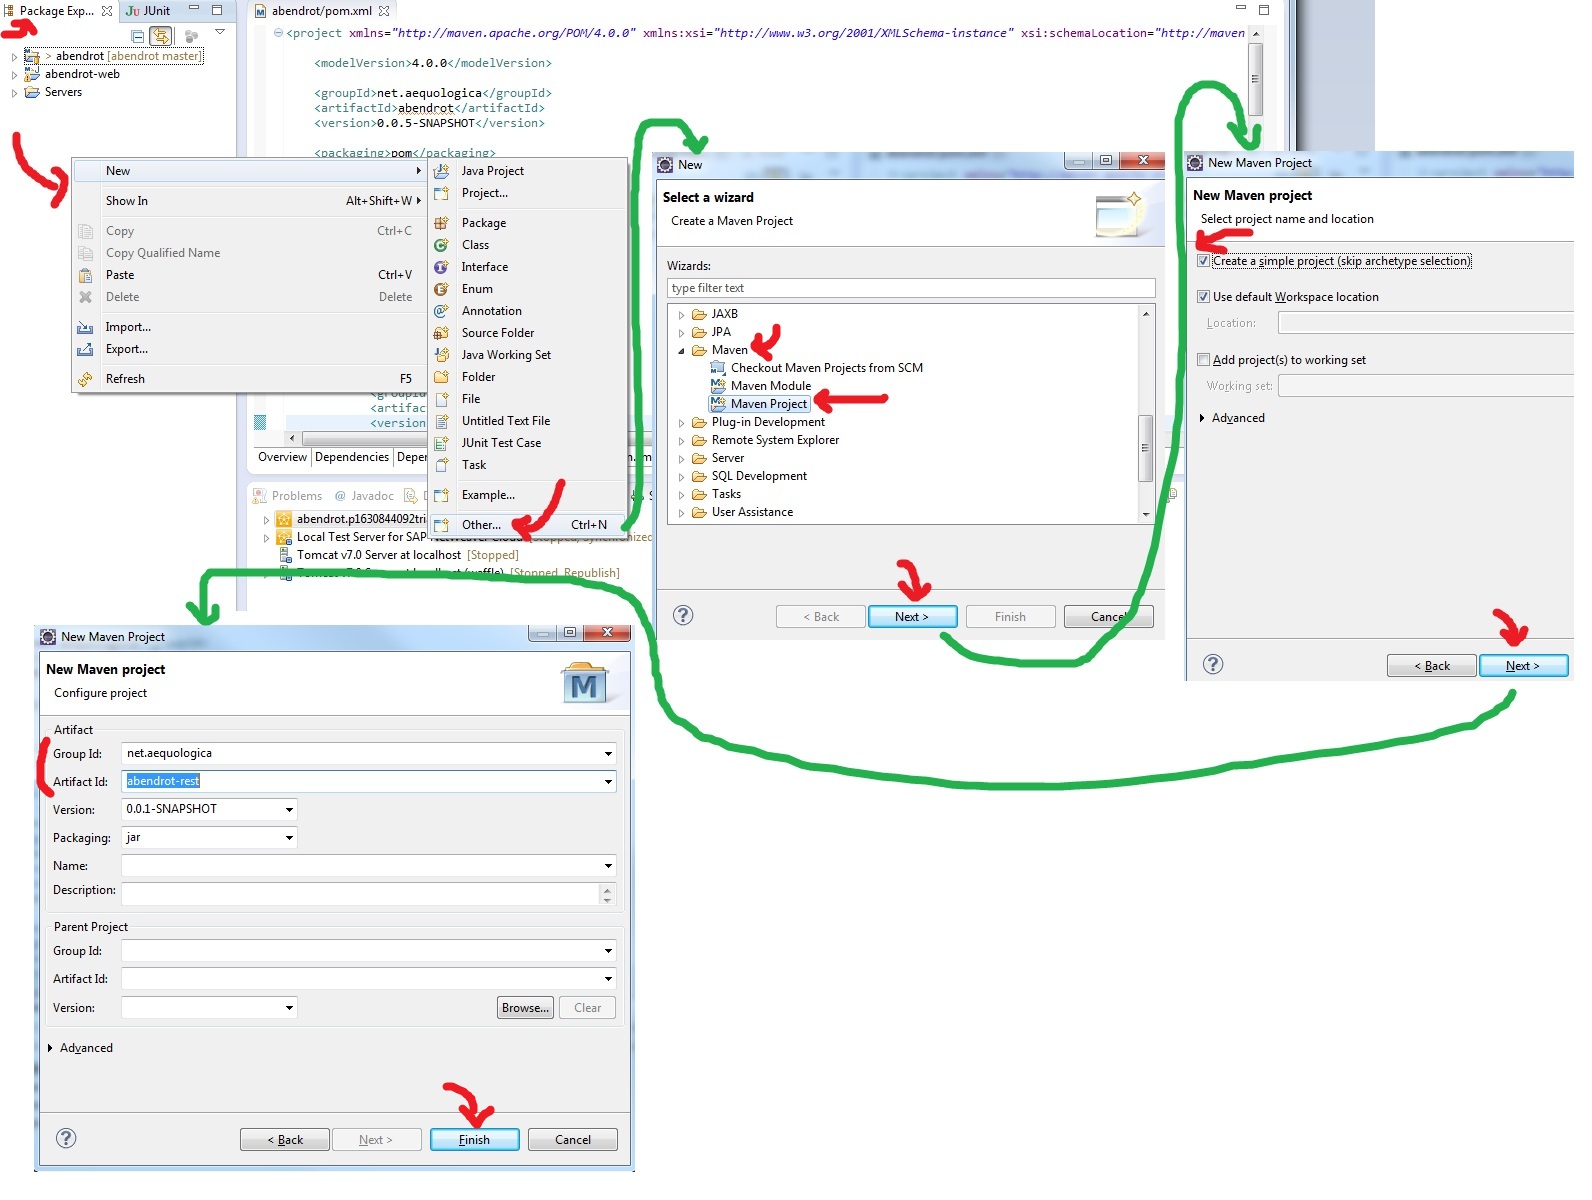 Package Exp...
JUnit
abendrot/pom.xml
> abendrot [abendrot master]
abendrot-web
Servers
<project xmlns="http://maven.apache.org/POM/4.0.0" xmlns:xsi="http://www.w3.org/2001/XMLSchema-instance" xsi:schemaLocation="http://maven
<modelVersion>4.0.0</modelVersion>
<groupId>net.aequologica</groupId>
<artifactId>abendrot</artifactId>
<version>0.0.5-SNAPSHOT</version>
<packaging>pom</packaging>
New
Show In Alt+Shift+W
Copy Ctrl+C
Copy Qualified Name
Paste Ctrl+V
Delete Delete
Import...
Export...
Refresh F5
Java Project
Project...
Package
Class
Interface
Enum
Annotation
Source Folder
Java Working Set
Folder
File
Untitled Text File
JUnit Test Case
Task
Example...
Other... Ctrl+N
<groupId
<artifac
<version
Overview Dependencies Deper
Problems @ Javadoc
abendrot.p1630844092tri
Local Test Server for SAP NetWeaver Cloud [Stopped, Synchronized
Tomcat v7.0 Server at localhost [Stopped]
Tomcat v7.0 Server at localhost (waffle) [Stopped, Republish]
New
Select a wizard
Create a Maven Project
Wizards:
type filter text
JAXB
JPA
Maven
Checkout Maven Projects from SCM
Maven Module
Maven Project
Plug-in Development
Remote System Explorer
Server
SQL Development
Tasks
User Assistance
< Back
Next >
Finish
Cancel
New Maven Project
New Maven project
Select project name and location
Create a simple project (skip archetype selection)
Use default Workspace location
Location:
Add project(s) to working set
Working set:
Advanced
< Back
Next >
New Maven Project
New Maven project
Configure project
Artifact
Group Id: net.aequologica
Artifact Id: abendrot-rest
Version: 0.0.1-SNAPSHOT
Packaging: jar
Name:
Description:
Parent Project
Group Id:
Artifact Id:
Version:
Browse...
Clear
Advanced
< Back
Next >
Finish
Cancel